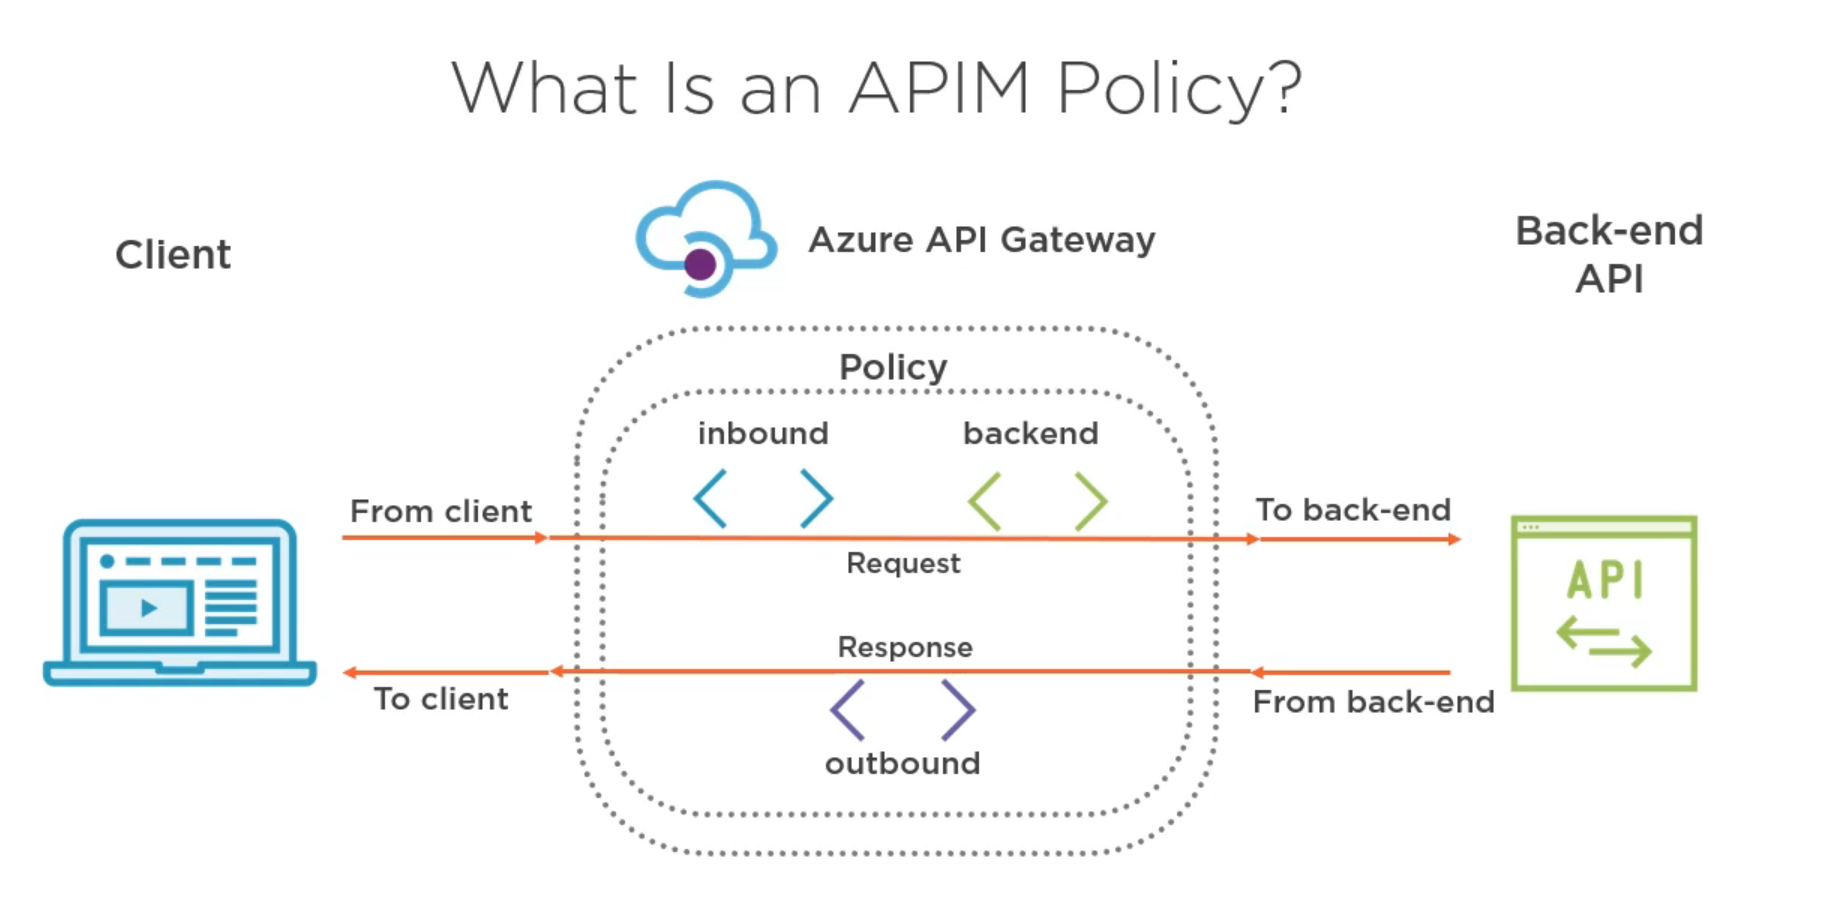 What Is an APIM Policy?
Client
Azure API Gateway
Back-end
API
Policy
inbound
backend
From client
To back-end
Request
API
Response
To client
From back-end
outbound